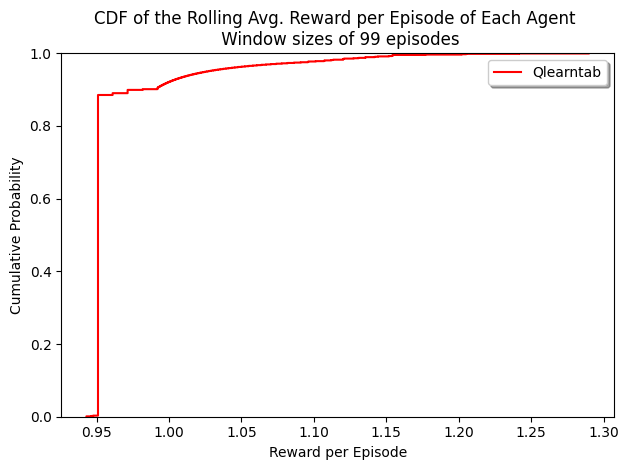 CDF of the Rolling Avg. Reward per Episode of Each Agent
Window sizes of 99 episodes
Qlearntab
Cumulative Probability
1.0
0.8
0.6
0.4
0.2
0.0
0.95 1.00 1.05 1.10 1.15 1.20 1.25 1.30
Reward per Episode